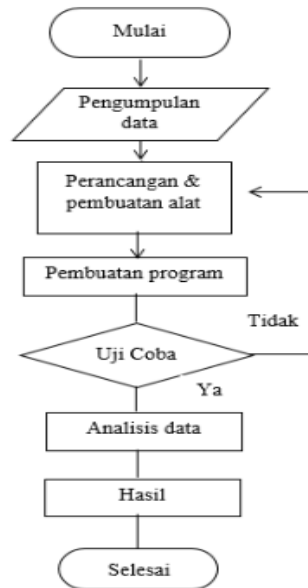 Mulai
Pengumpulan
data
Perancangan &
pembuatan alat
Pembuatan program
Tidak
Uji Coba
Ya
Analisis data
Hasil
Selesai